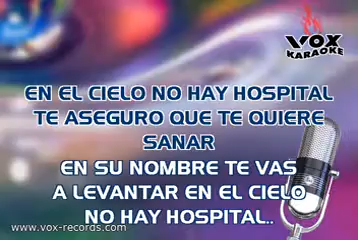 VOX
KARAOKE
EN EL CIELO NO HAY HOSPITAL
TE ASEGURO QUE TE QUIERE
SANAR
EN SU NOMBRE TE VAS
A LEVANTAR EN EL CIELO
NO HAY HOSPITAL..
www.vox-records.com